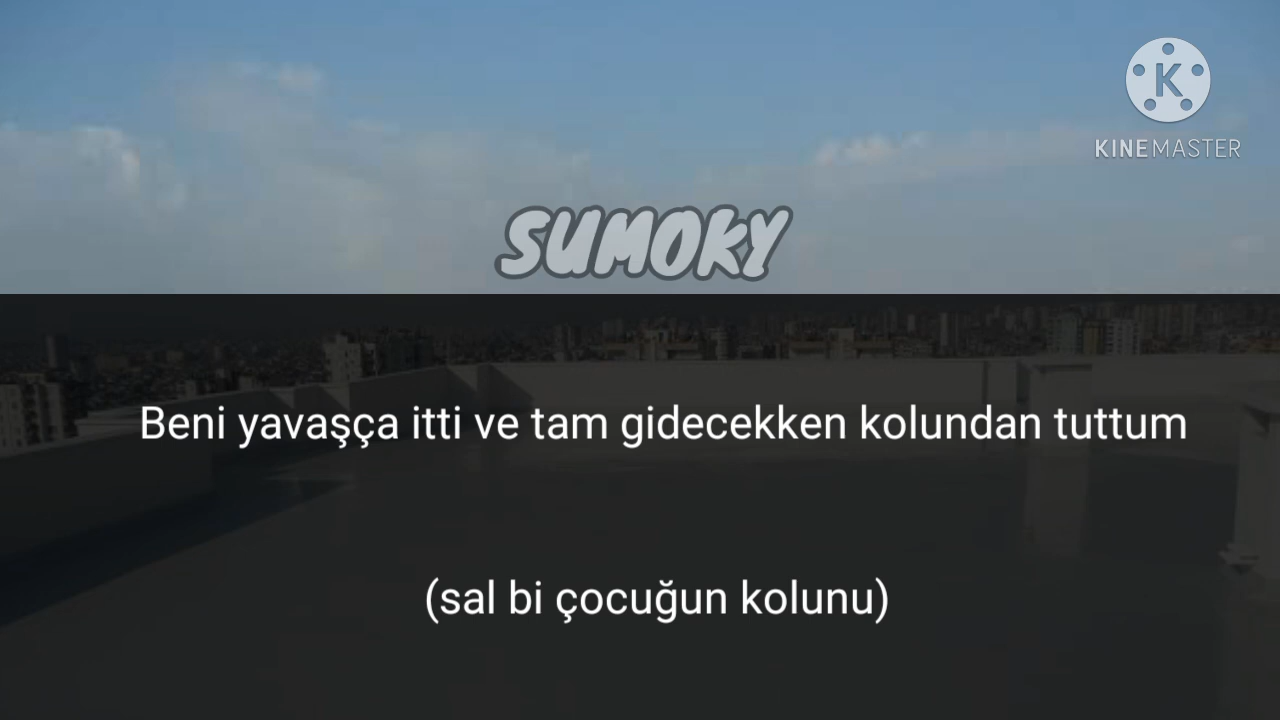 K
KINEMASTER
SUMOKY
Beni yavaşça itti ve tam gidecekken kolundan tuttum
(sal bi çocuğun kolunu)